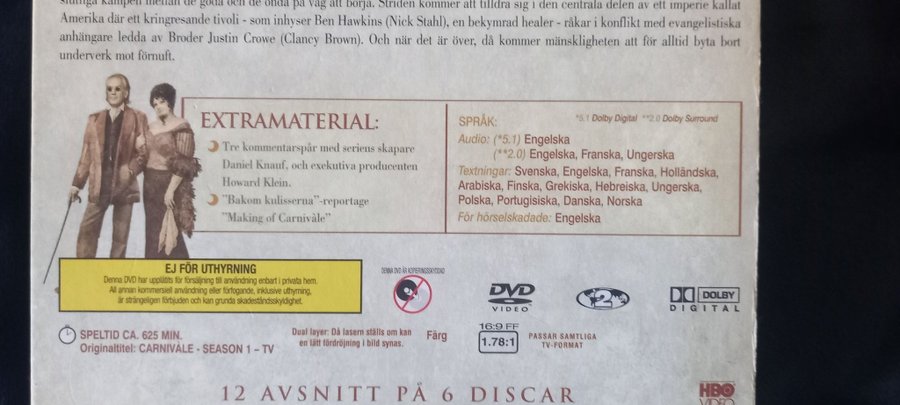 slutliga kampen mellan de goda och de onda på väg att börja. Striden kommer att utspela sig i den centrala delen av ett imperie kallat
Amerika där ett kringresande tivoli - som inhyser Ben Hawkins (Nick Stahl), en bekymrad healer - råkar i konflikt med evangelistiska
anhängare ledda av Broder Justin Crowe (Clancy Brown). Och när det är över, då kommer mänskligheten att för alltid byta bort
underverk mot förnuft.
EXTRAMATERIAL:
Tre kommentarspår med seriens skapare
Daniel Knauf, och exekutiva producenten
Howard Klein.
"Bakom kulisserna"-reportage
"Making of Carnivàle"
SPRÅK: *5.1 Dolby Digital **2.0 Dolby Surround
Audio: (*5.1) Engelska
(**2.0) Engelska, Franska, Ungerska
Textningar: Svenska, Engelska, Franska, Holländska,
Arabiska, Finska, Grekiska, Hebreiska, Ungerska,
Polska, Portugisiska, Danska, Norska
För hörselskadade: Engelska
EJ FÖR UTHYRNING
Denna DVD har upplåtits för försäljning till användning enbart i privata hem.
All annan kommersiell användning eller förfogande, inklusive uthyrning,
är strängeligen förbjuden och kan grunda skadeståndsskyldighet.
DENNA DVD ÄR KOPIERINGSSKYDDAD
DVD
VIDEO
2
DOLBY
DIGITAL
SPELTID CA. 625 MIN.
Originaltitel: CARNIVÀLE - SEASON 1 – TV
Dual layer: Då lasern ställs om kan
en lätt fördröjning i bild synas.
Färg
16:9 FF
1.78:1
PASSAR SAMTLIGA
TV-FORMAT
12 AVSNITT PÅ 6 DISCAR
HBO
VIDEO